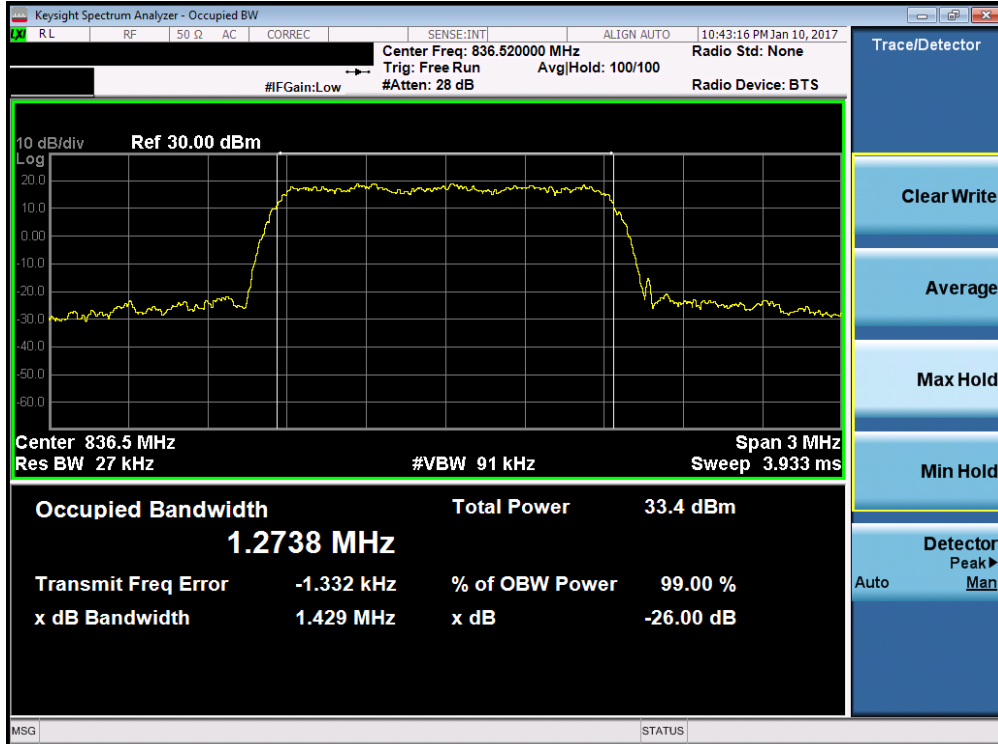 Keysight Spectrum Analyzer - Occupied BW
LXI RL RF 50 Ω AC CORREC SENSE:INT ALIGN AUTO 10:43:16 PM Jan 10, 2017
Center Freq: 836.520000 MHz Radio Std: None
Trig: Free Run Avg|Hold: 100/100
#IFGain:Low #Atten: 28 dB Radio Device: BTS
10 dB/div Ref 30.00 dBm
Log
20.0
10.0
0.00
-10.0
-20.0
-30.0
-40.0
-50.0
-60.0
Center 836.5 MHz Span 3 MHz
Res BW 27 kHz #VBW 91 kHz Sweep 3.933 ms
Occupied Bandwidth Total Power 33.4 dBm
1.2738 MHz
Transmit Freq Error -1.332 kHz % of OBW Power 99.00 %
x dB Bandwidth 1.429 MHz x dB -26.00 dB
MSG STATUS
Trace/Detector
Clear Write
Average
Max Hold
Min Hold
Detector
Peak▶
Auto Man